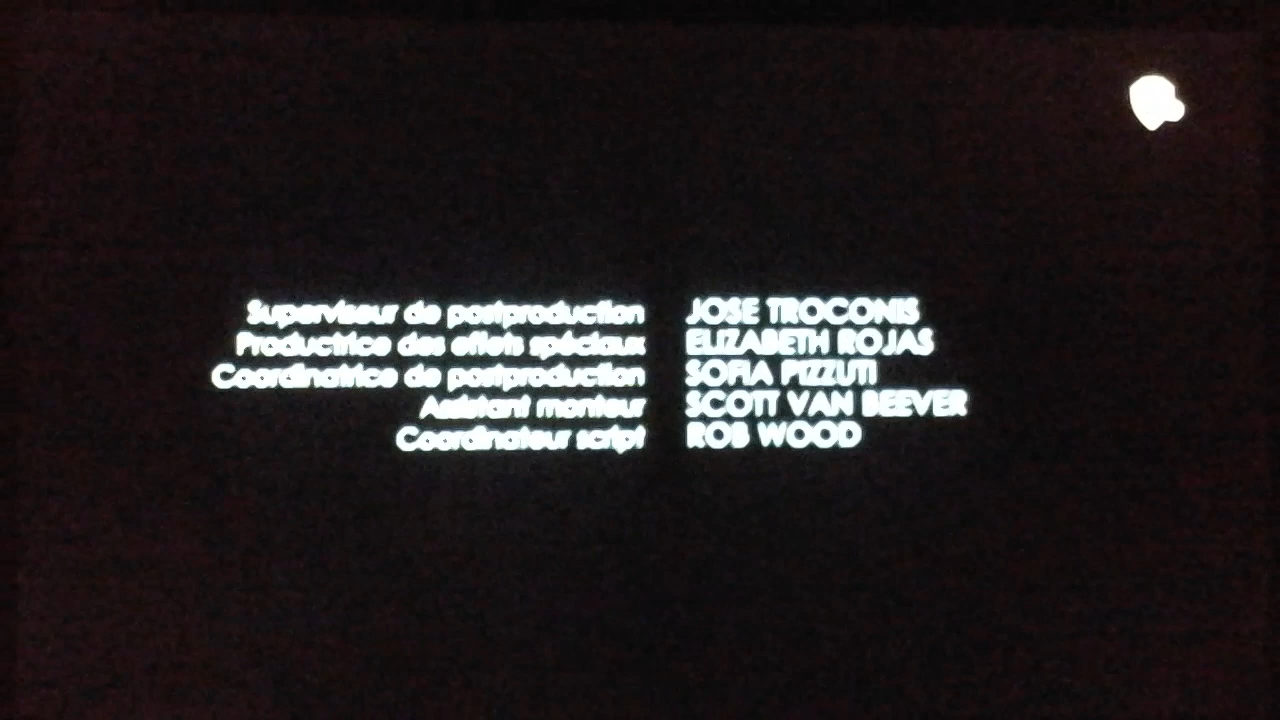 Superviseur de postproduction JOSE TROCONIS
Productrice des effets spéciaux ELIZABETH ROJAS
Coordinatrice de postproduction SOFIA PIZZUTI
Assistant monteur SCOTT VAN BEEVER
Coordinateur script ROB WOOD